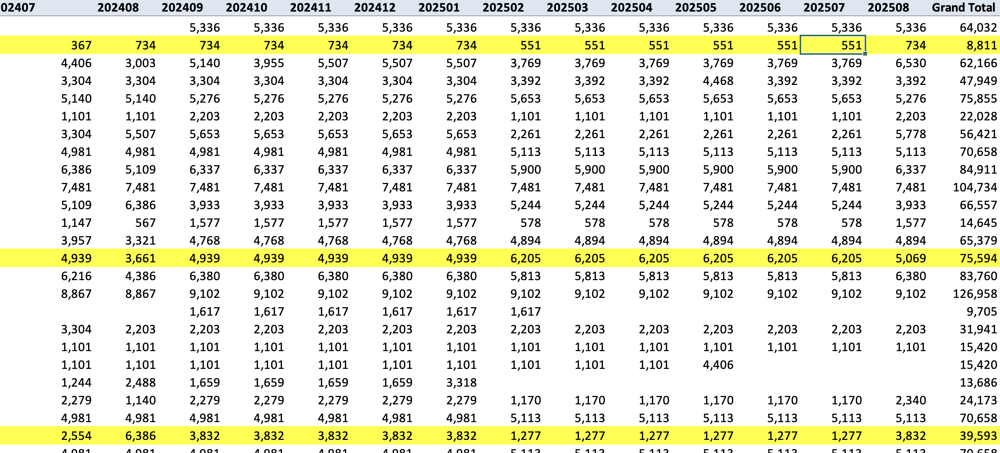 02407 202408 202409 202410 202411 202412 202501 202502 202503 202504 202505 202506 202507 202508 Grand Total
5,336 5,336 5,336 5,336 5,336 5,336 5,336 5,336 5,336 5,336 5,336 5,336 64,032
367 734 734 734 734 734 734 551 551 551 551 551 551 734 8,811
4,406 3,003 5,140 3,955 5,507 5,507 5,507 3,769 3,769 3,769 3,769 3,769 3,769 6,530 62,166
3,304 3,304 3,304 3,304 3,304 3,304 3,304 3,392 3,392 3,392 4,468 3,392 3,392 3,392 47,949
5,140 5,140 5,276 5,276 5,276 5,276 5,276 5,653 5,653 5,653 5,653 5,653 5,653 5,276 75,855
1,101 1,101 2,203 2,203 2,203 2,203 2,203 1,101 1,101 1,101 1,101 1,101 1,101 2,203 22,028
3,304 5,507 5,653 5,653 5,653 5,653 5,653 2,261 2,261 2,261 2,261 2,261 2,261 5,778 56,421
4,981 4,981 4,981 4,981 4,981 4,981 4,981 5,113 5,113 5,113 5,113 5,113 5,113 5,113 70,658
6,386 5,109 6,337 6,337 6,337 6,337 6,337 5,900 5,900 5,900 5,900 5,900 5,900 6,337 84,911
7,481 7,481 7,481 7,481 7,481 7,481 7,481 7,481 7,481 7,481 7,481 7,481 7,481 7,481 104,734
5,109 6,386 3,933 3,933 3,933 3,933 3,933 5,244 5,244 5,244 5,244 5,244 5,244 3,933 66,557
1,147 567 1,577 1,577 1,577 1,577 1,577 578 578 578 578 578 578 1,577 14,645
3,957 3,321 4,768 4,768 4,768 4,768 4,768 4,894 4,894 4,894 4,894 4,894 4,894 4,894 65,379
4,939 3,661 4,939 4,939 4,939 4,939 4,939 6,205 6,205 6,205 6,205 6,205 6,205 5,069 75,594
6,216 4,386 6,380 6,380 6,380 6,380 6,380 5,813 5,813 5,813 5,813 5,813 5,813 6,380 83,760
8,867 8,867 9,102 9,102 9,102 9,102 9,102 9,102 9,102 9,102 9,102 9,102 9,102 9,102 126,958
1,617 1,617 1,617 1,617 1,617 1,617 9,705
3,304 2,203 2,203 2,203 2,203 2,203 2,203 2,203 2,203 2,203 2,203 2,203 2,203 2,203 31,941
1,101 1,101 1,101 1,101 1,101 1,101 1,101 1,101 1,101 1,101 1,101 1,101 1,101 1,101 15,420
1,101 1,101 1,101 1,101 1,101 1,101 1,101 1,101 1,101 1,101 4,406 15,420
1,244 2,488 1,659 1,659 1,659 1,659 3,318 13,686
2,279 1,140 2,279 2,279 2,279 2,279 2,279 1,170 1,170 1,170 1,170 1,170 1,170 2,340 24,173
4,981 4,981 4,981 4,981 4,981 4,981 4,981 5,113 5,113 5,113 5,113 5,113 5,113 5,113 70,658
2,554 6,386 3,832 3,832 3,832 3,832 3,832 1,277 1,277 1,277 1,277 1,277 1,277 3,832 39,593